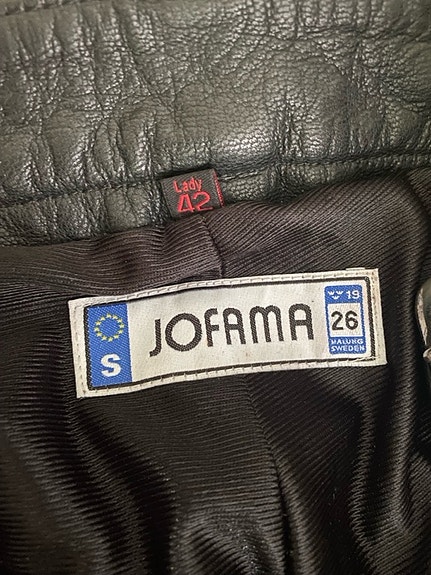 Lady
42
S
JOFAMA
19
26
MALUNG
SWEDEN